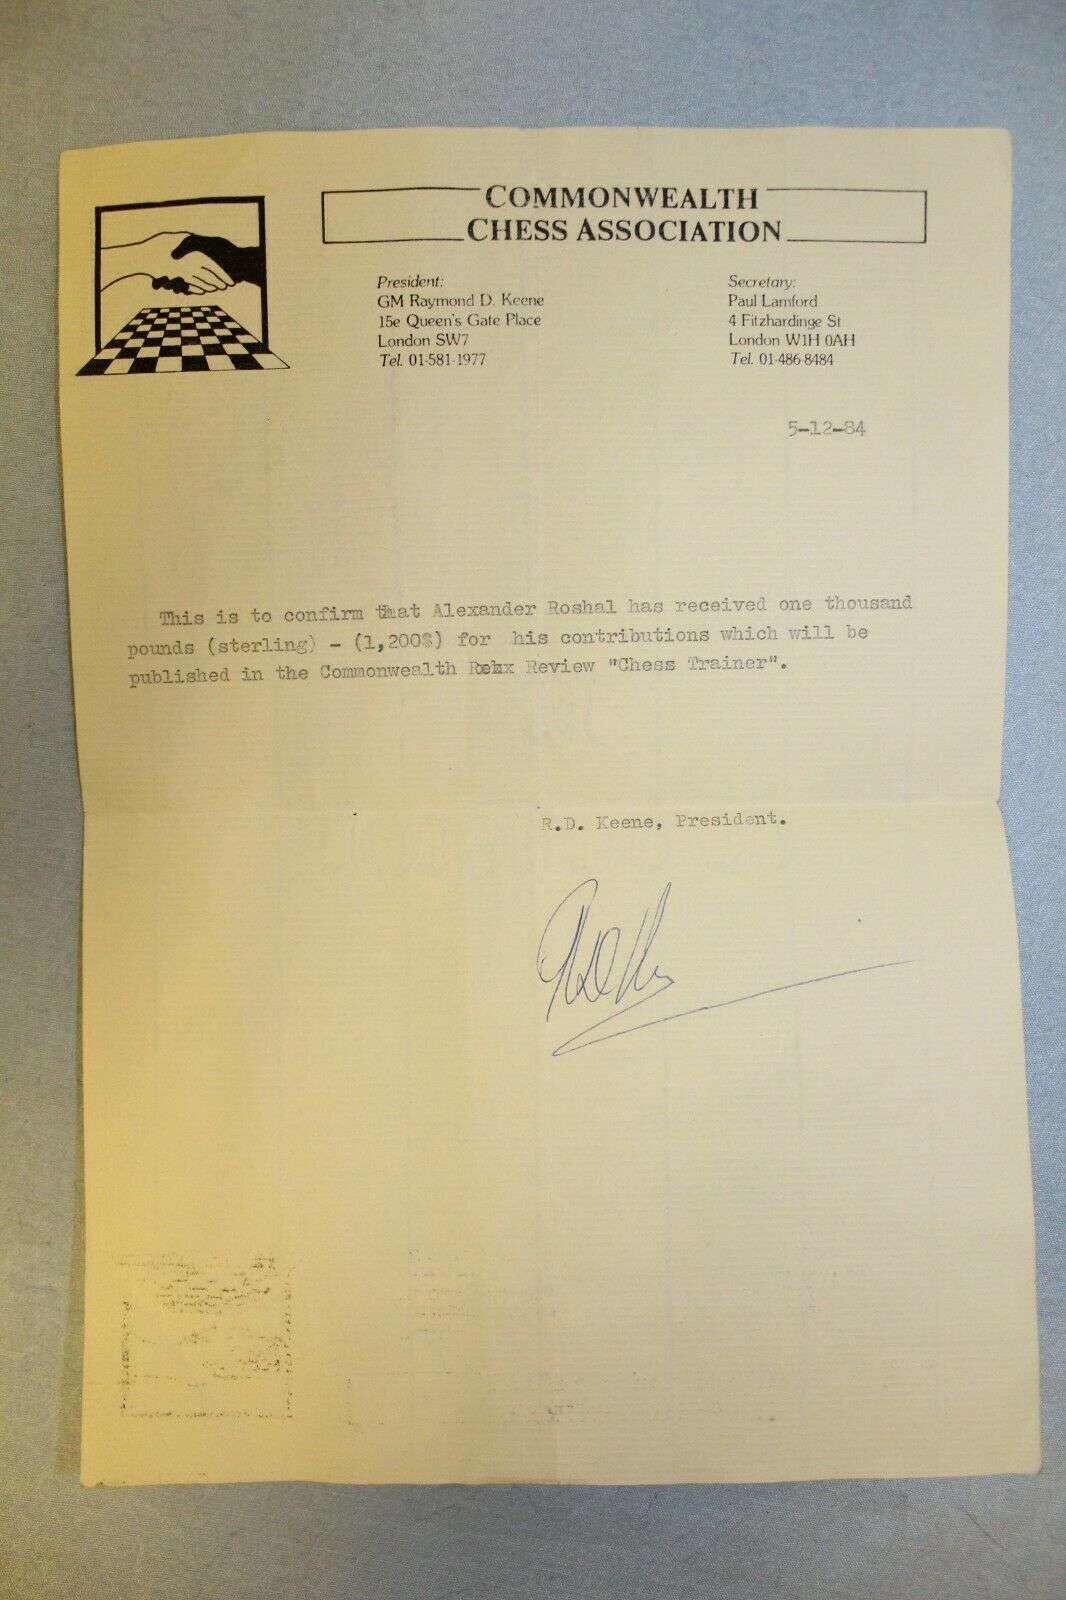 COMMONWEALTH
CHESS ASSOCIATION
President:
GM Raymond D. Keene
15e Queen's Gate Place
London SW7
Tel. 01-581-1977
Secretary:
Paul Lamford
4 Fitzhardinge St
London W1H 0AH
Tel. 01-486-8484
5-12-84
This is to confirm that Alexander Roshal has received one thousand
pounds (sterling) - (1,200$) for his contributions which will be
published in the Commonwealth Review "Chess Trainer".
R.D. Keene, President.